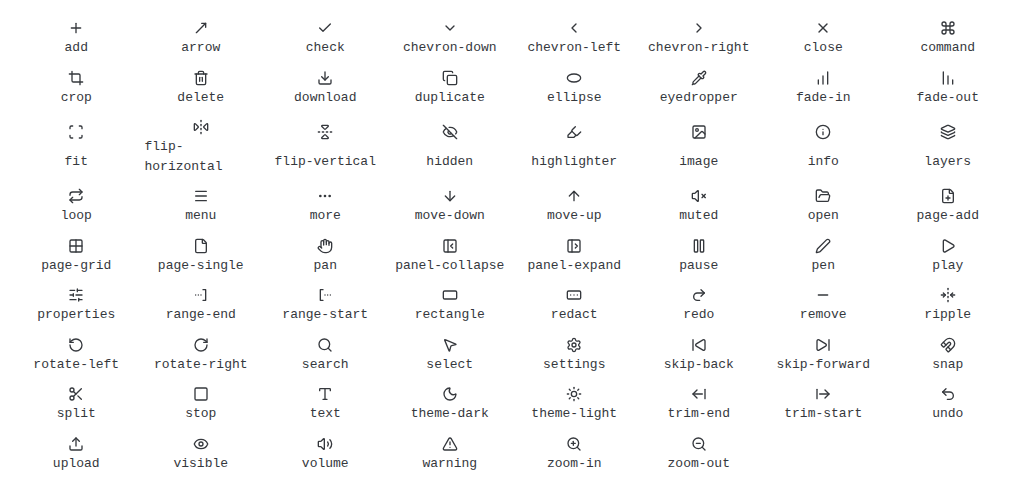 add arrow check chevron-down chevron-left chevron-right close command
crop delete download duplicate ellipse eyedropper fade-in fade-out
fit flip-horizontal flip-vertical hidden highlighter image info layers
loop menu more move-down move-up muted open page-add
page-grid page-single pan panel-collapse panel-expand pause pen play
properties range-end range-start rectangle redact redo remove ripple
rotate-left rotate-right search select settings skip-back skip-forward snap
split stop text theme-dark theme-light trim-end trim-start undo
upload visible volume warning zoom-in zoom-out